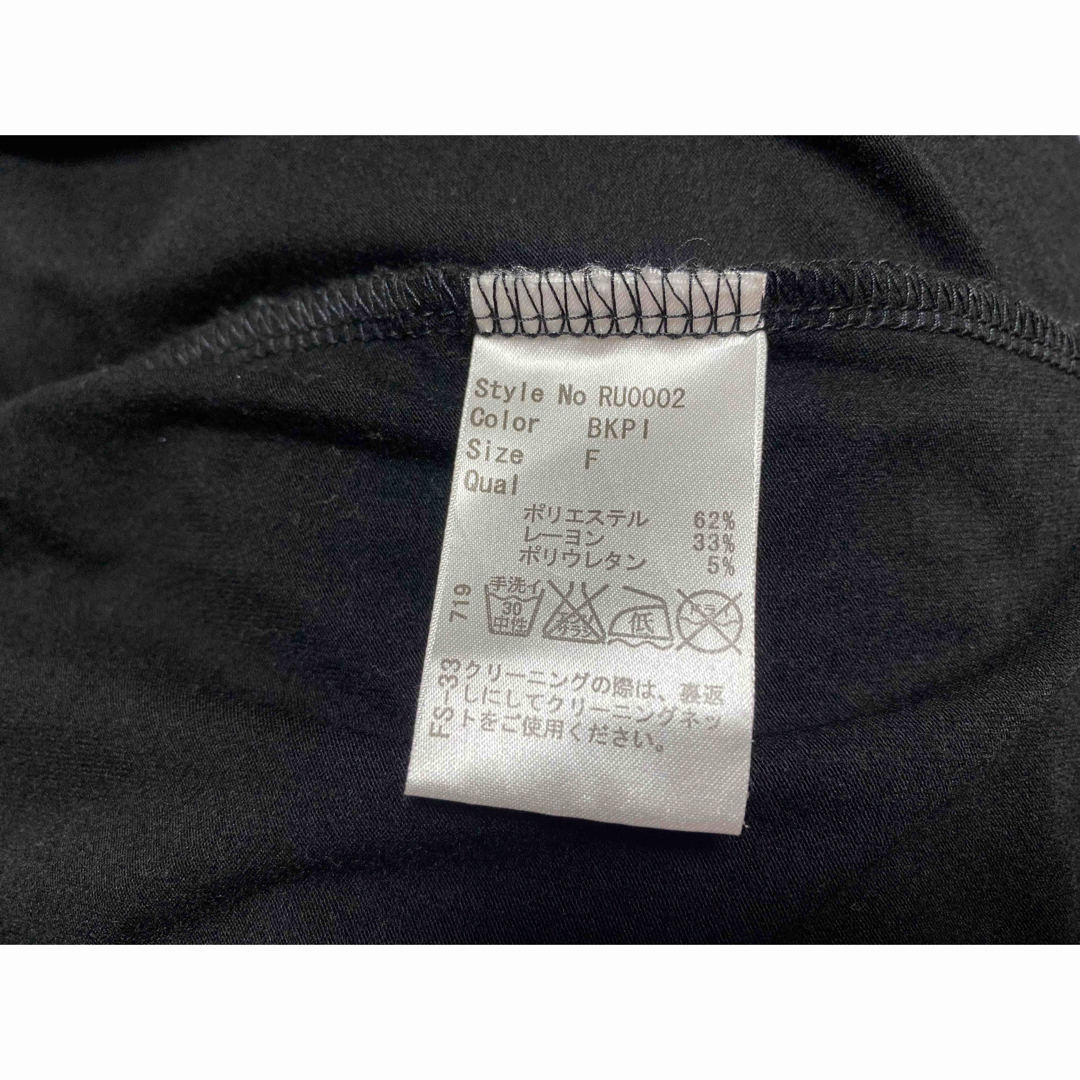 Style No RU0002
Color BKPI
Size F
Qual
ポリエステル 62%
レーヨン 33%
ポリウレタン 5%
手洗イ
30
中性
低
ドライ
クリーニングの際は、裏返
しにしてクリーニングネッ
トをご使用ください。
FS-33 719